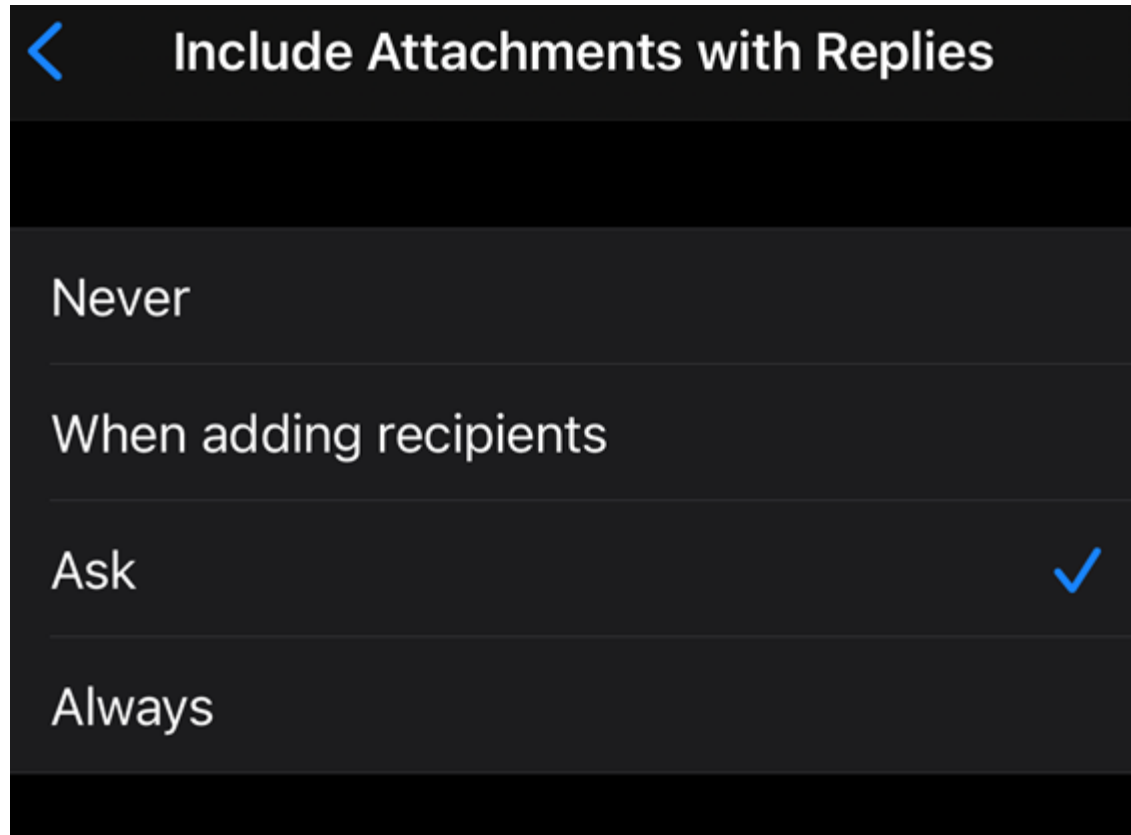 Include Attachments with Replies
Never
When adding recipients
Ask
Always